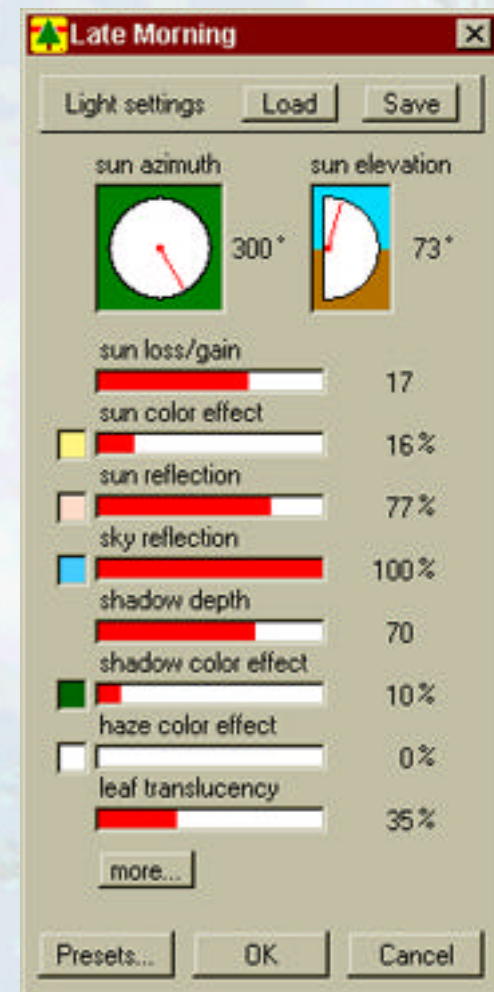 Late Morning
Light settings Load Save
sun azimuth sun elevation
300° 73°
sun loss/gain
17
sun color effect
16%
sun reflection
77%
sky reflection
100%
shadow depth
70
shadow color effect
10%
haze color effect
0%
leaf translucency
35%
more...
Presets... OK Cancel